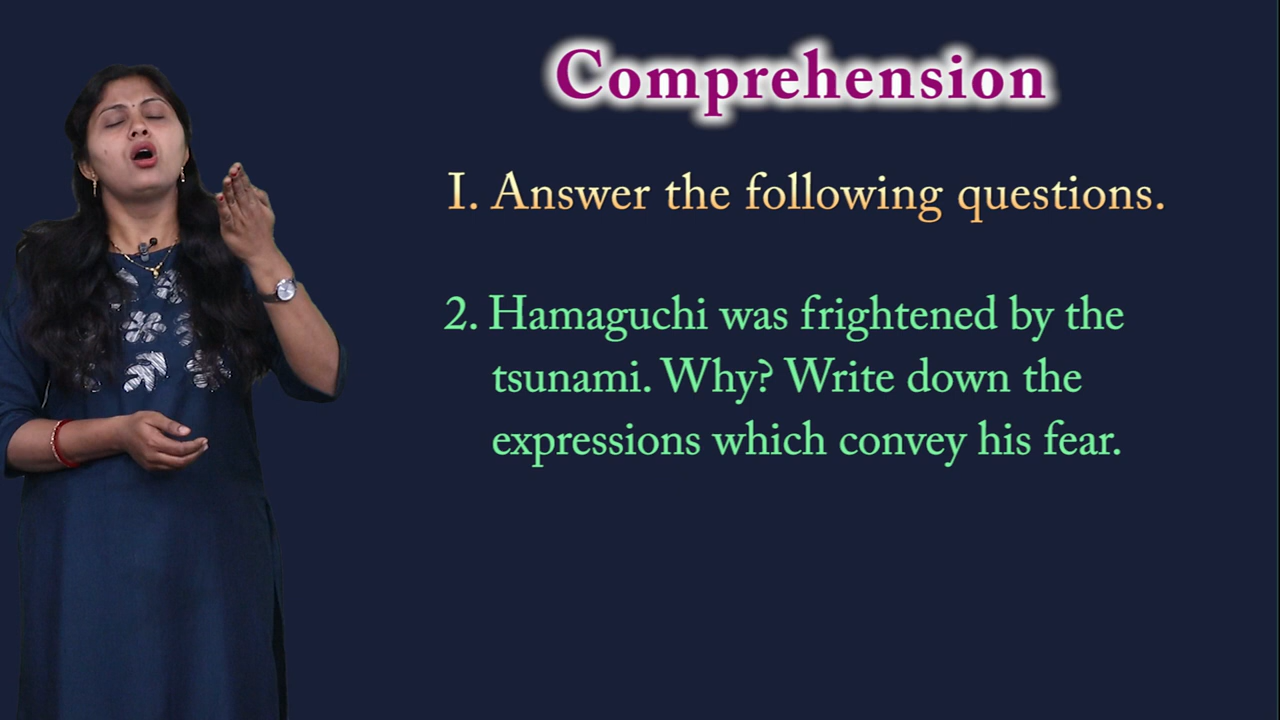 Comprehension
I. Answer the following questions.
2. Hamaguchi was frightened by the
tsunami. Why? Write down the
expressions which convey his fear.